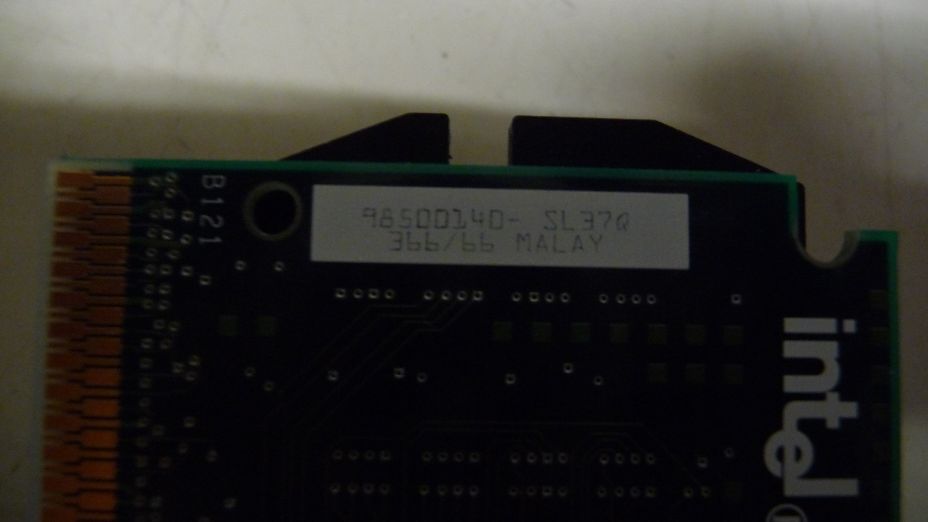 98500140- SL37Q
366/66 MALAY
B121
intel®